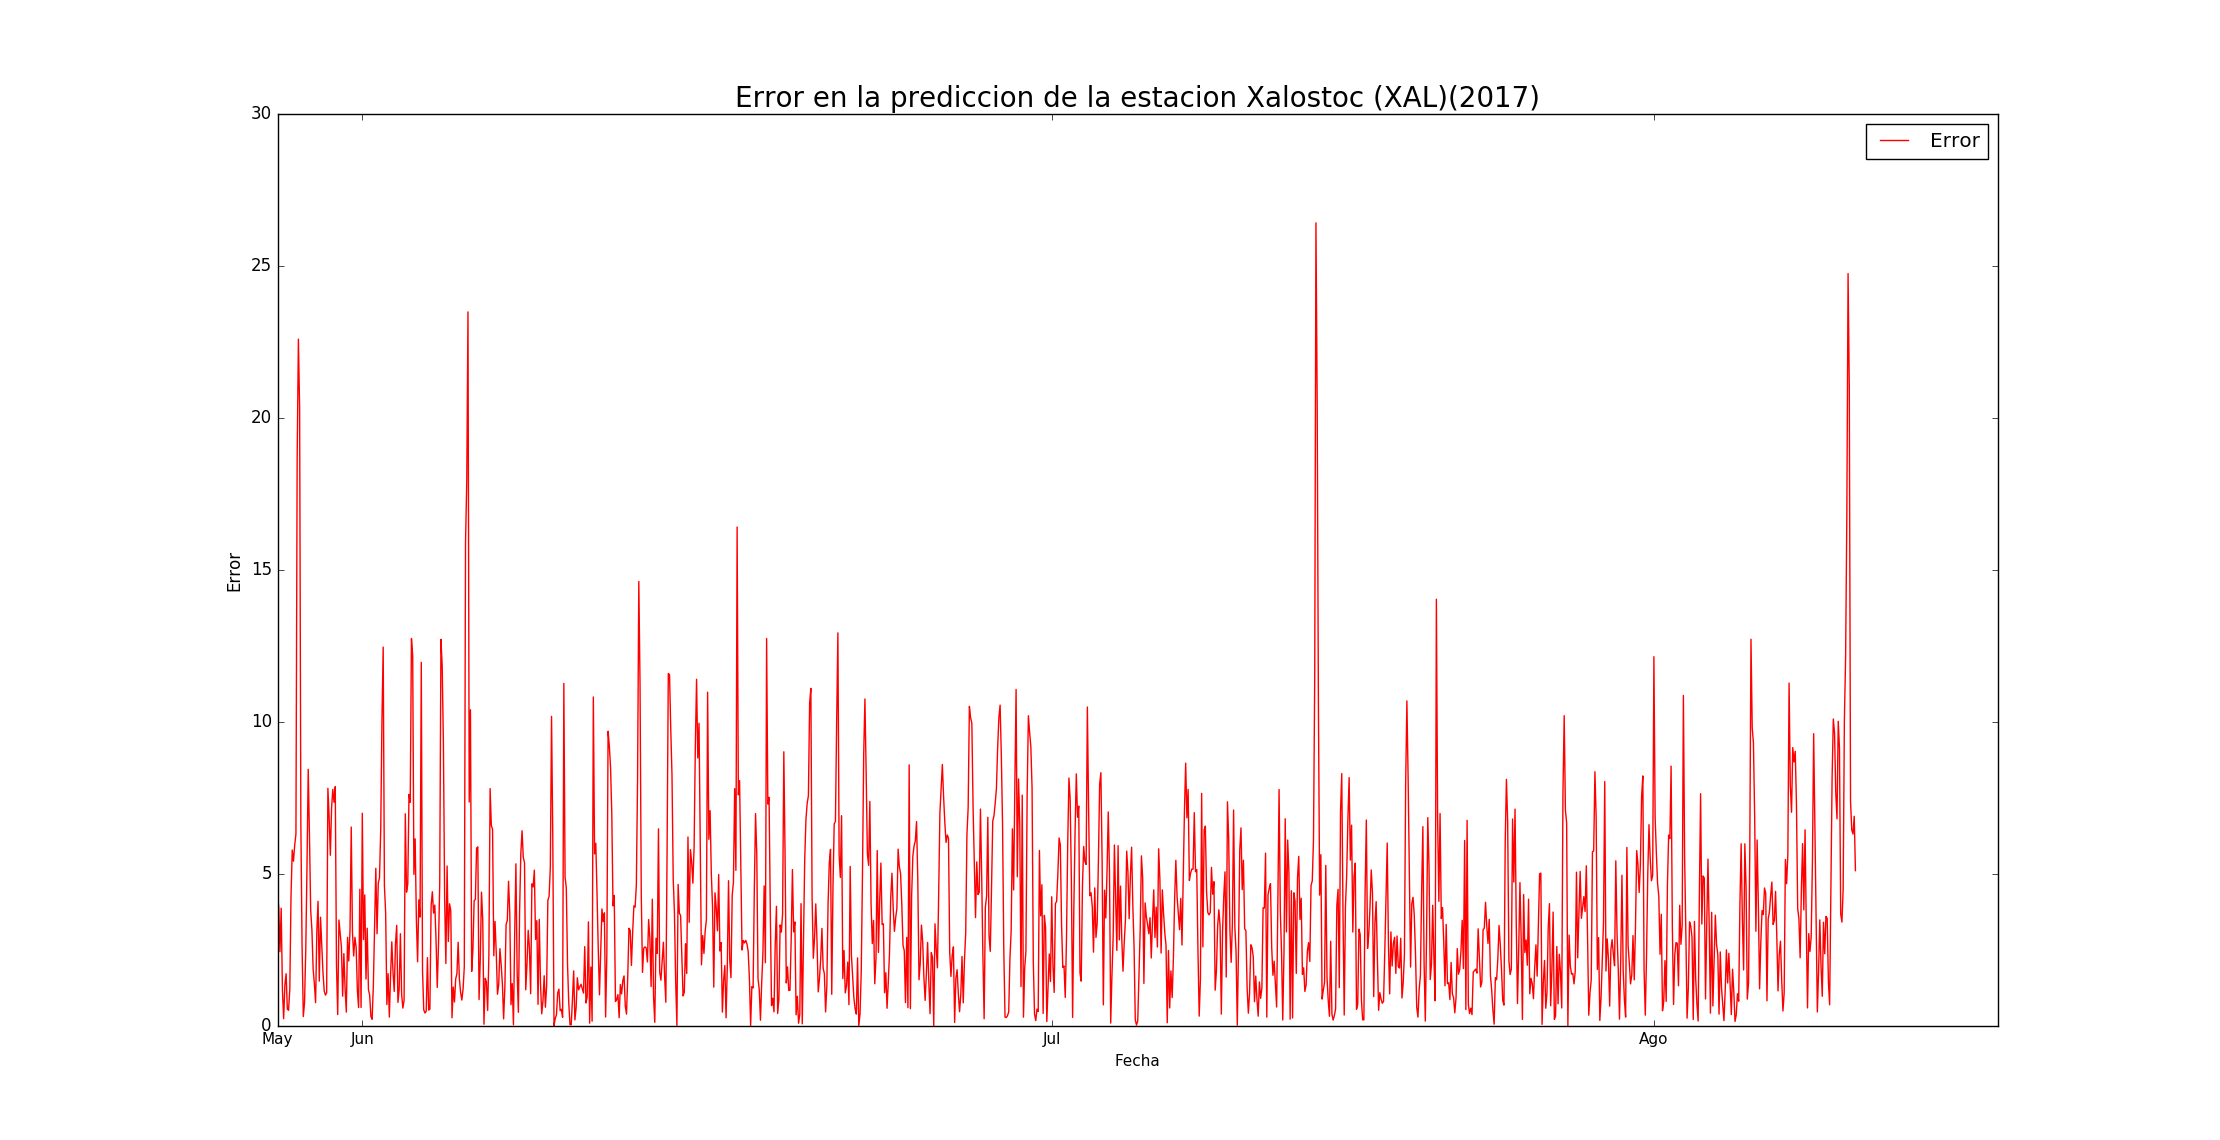 Error en la prediccion de la estacion Xalostoc (XAL)(2017)
Error
30
25
20
15
10
5
0
Error
May
Jun
Jul
Ago
Fecha